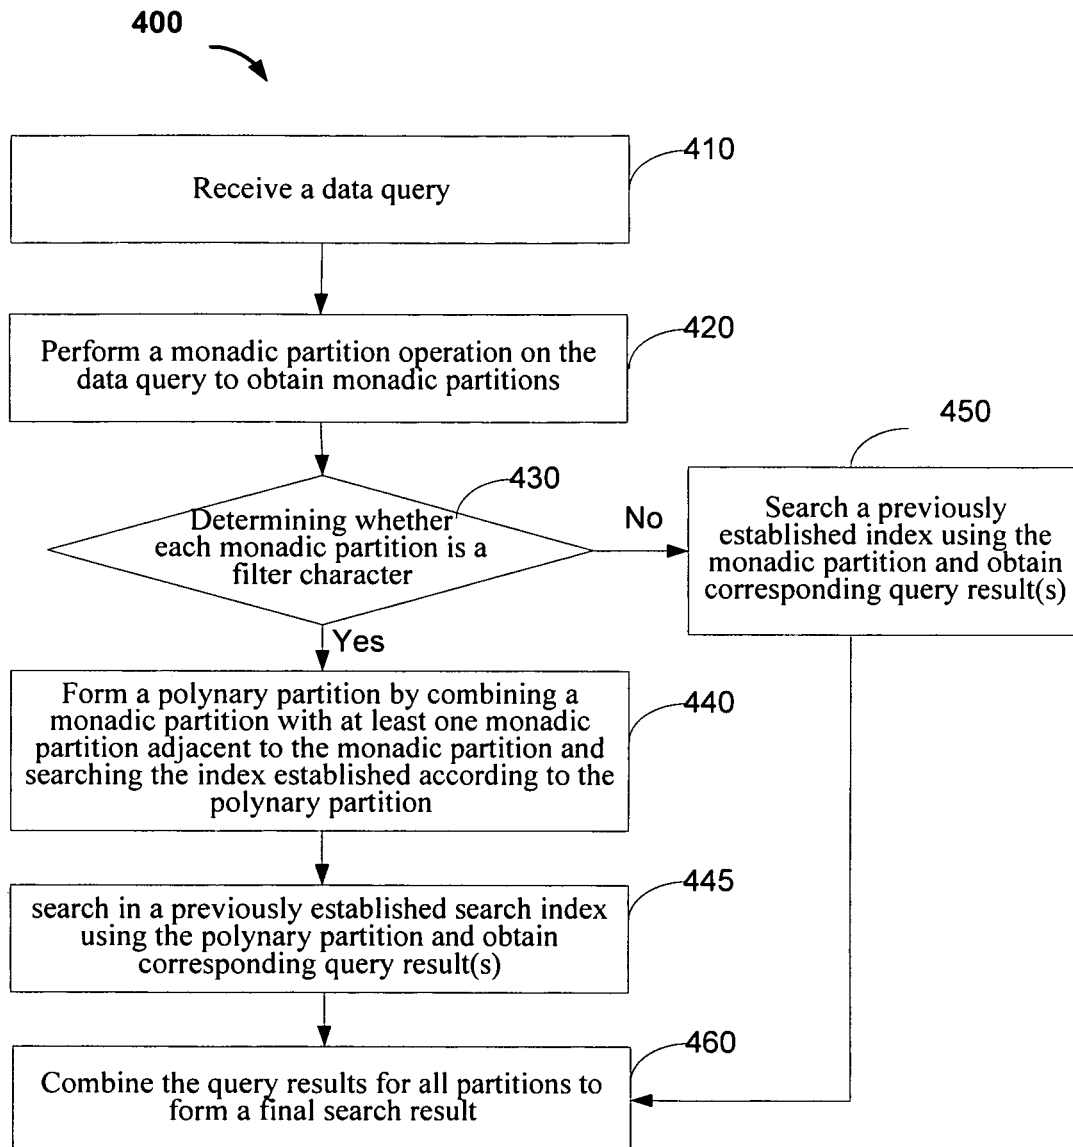 400
410
Receive a data query
420
Perform a monadic partition operation on the
data query to obtain monadic partitions
430
Determining whether
each monadic partition is a
filter character
No
450
Search a previously
established index using the
monadic partition and obtain
corresponding query result(s)
Yes
440
Form a polynary partition by combining a
monadic partition with at least one monadic
partition adjacent to the monadic partition and
searching the index established according to the
polynary partition
445
search in a previously established search index
using the polynary partition and obtain
corresponding query result(s)
460
Combine the query results for all partitions to
form a final search result